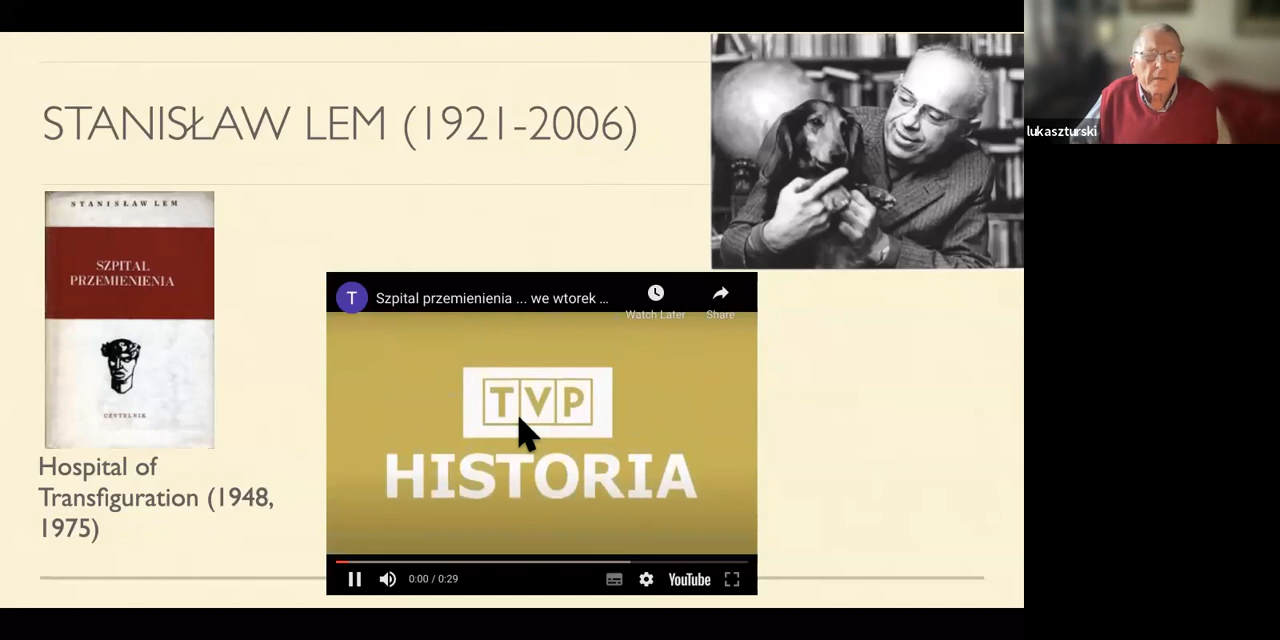 STANISŁAW LEM (1921-2006)
STANISŁAW LEM
SZPITAL
PRZEMIENIENIA
CZYTELNIK
Hospital of
Transfiguration (1948,
1975)
T
Szpital przemienienia ... we wtorek ...
Watch Later
Share
TVP
HISTORIA
0:00 / 0:29
YouTube
lukaszturski